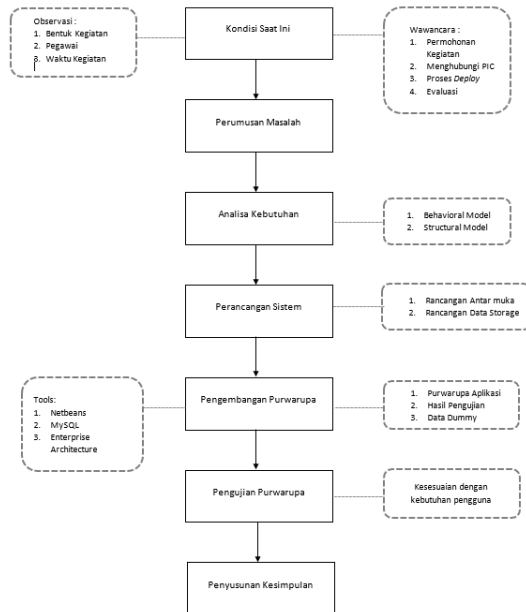 Observasi :
1. Bentuk Kegiatan
2. Pegawai
3. Waktu Kegiatan
Kondisi Saat Ini
Wawancara :
1. Permohonan
Kegiatan
2. Menghubungi PIC
3. Proses Deploy
4. Evaluasi
Perumusan Masalah
Analisa Kebutuhan
1. Behavioral Model
2. Structural Model
Perancangan Sistem
1. Rancangan Antar muka
2. Rancangan Data Storage
Tools:
1. Netbeans
2. MySQL
3. Enterprise
Architecture
Pengembangan Purwarupa
1. Purwarupa Aplikasi
2. Hasil Pengujian
3. Data Dummy
Pengujian Purwarupa
Kesesuaian dengan
kebutuhan pengguna
Penyusunan Kesimpulan